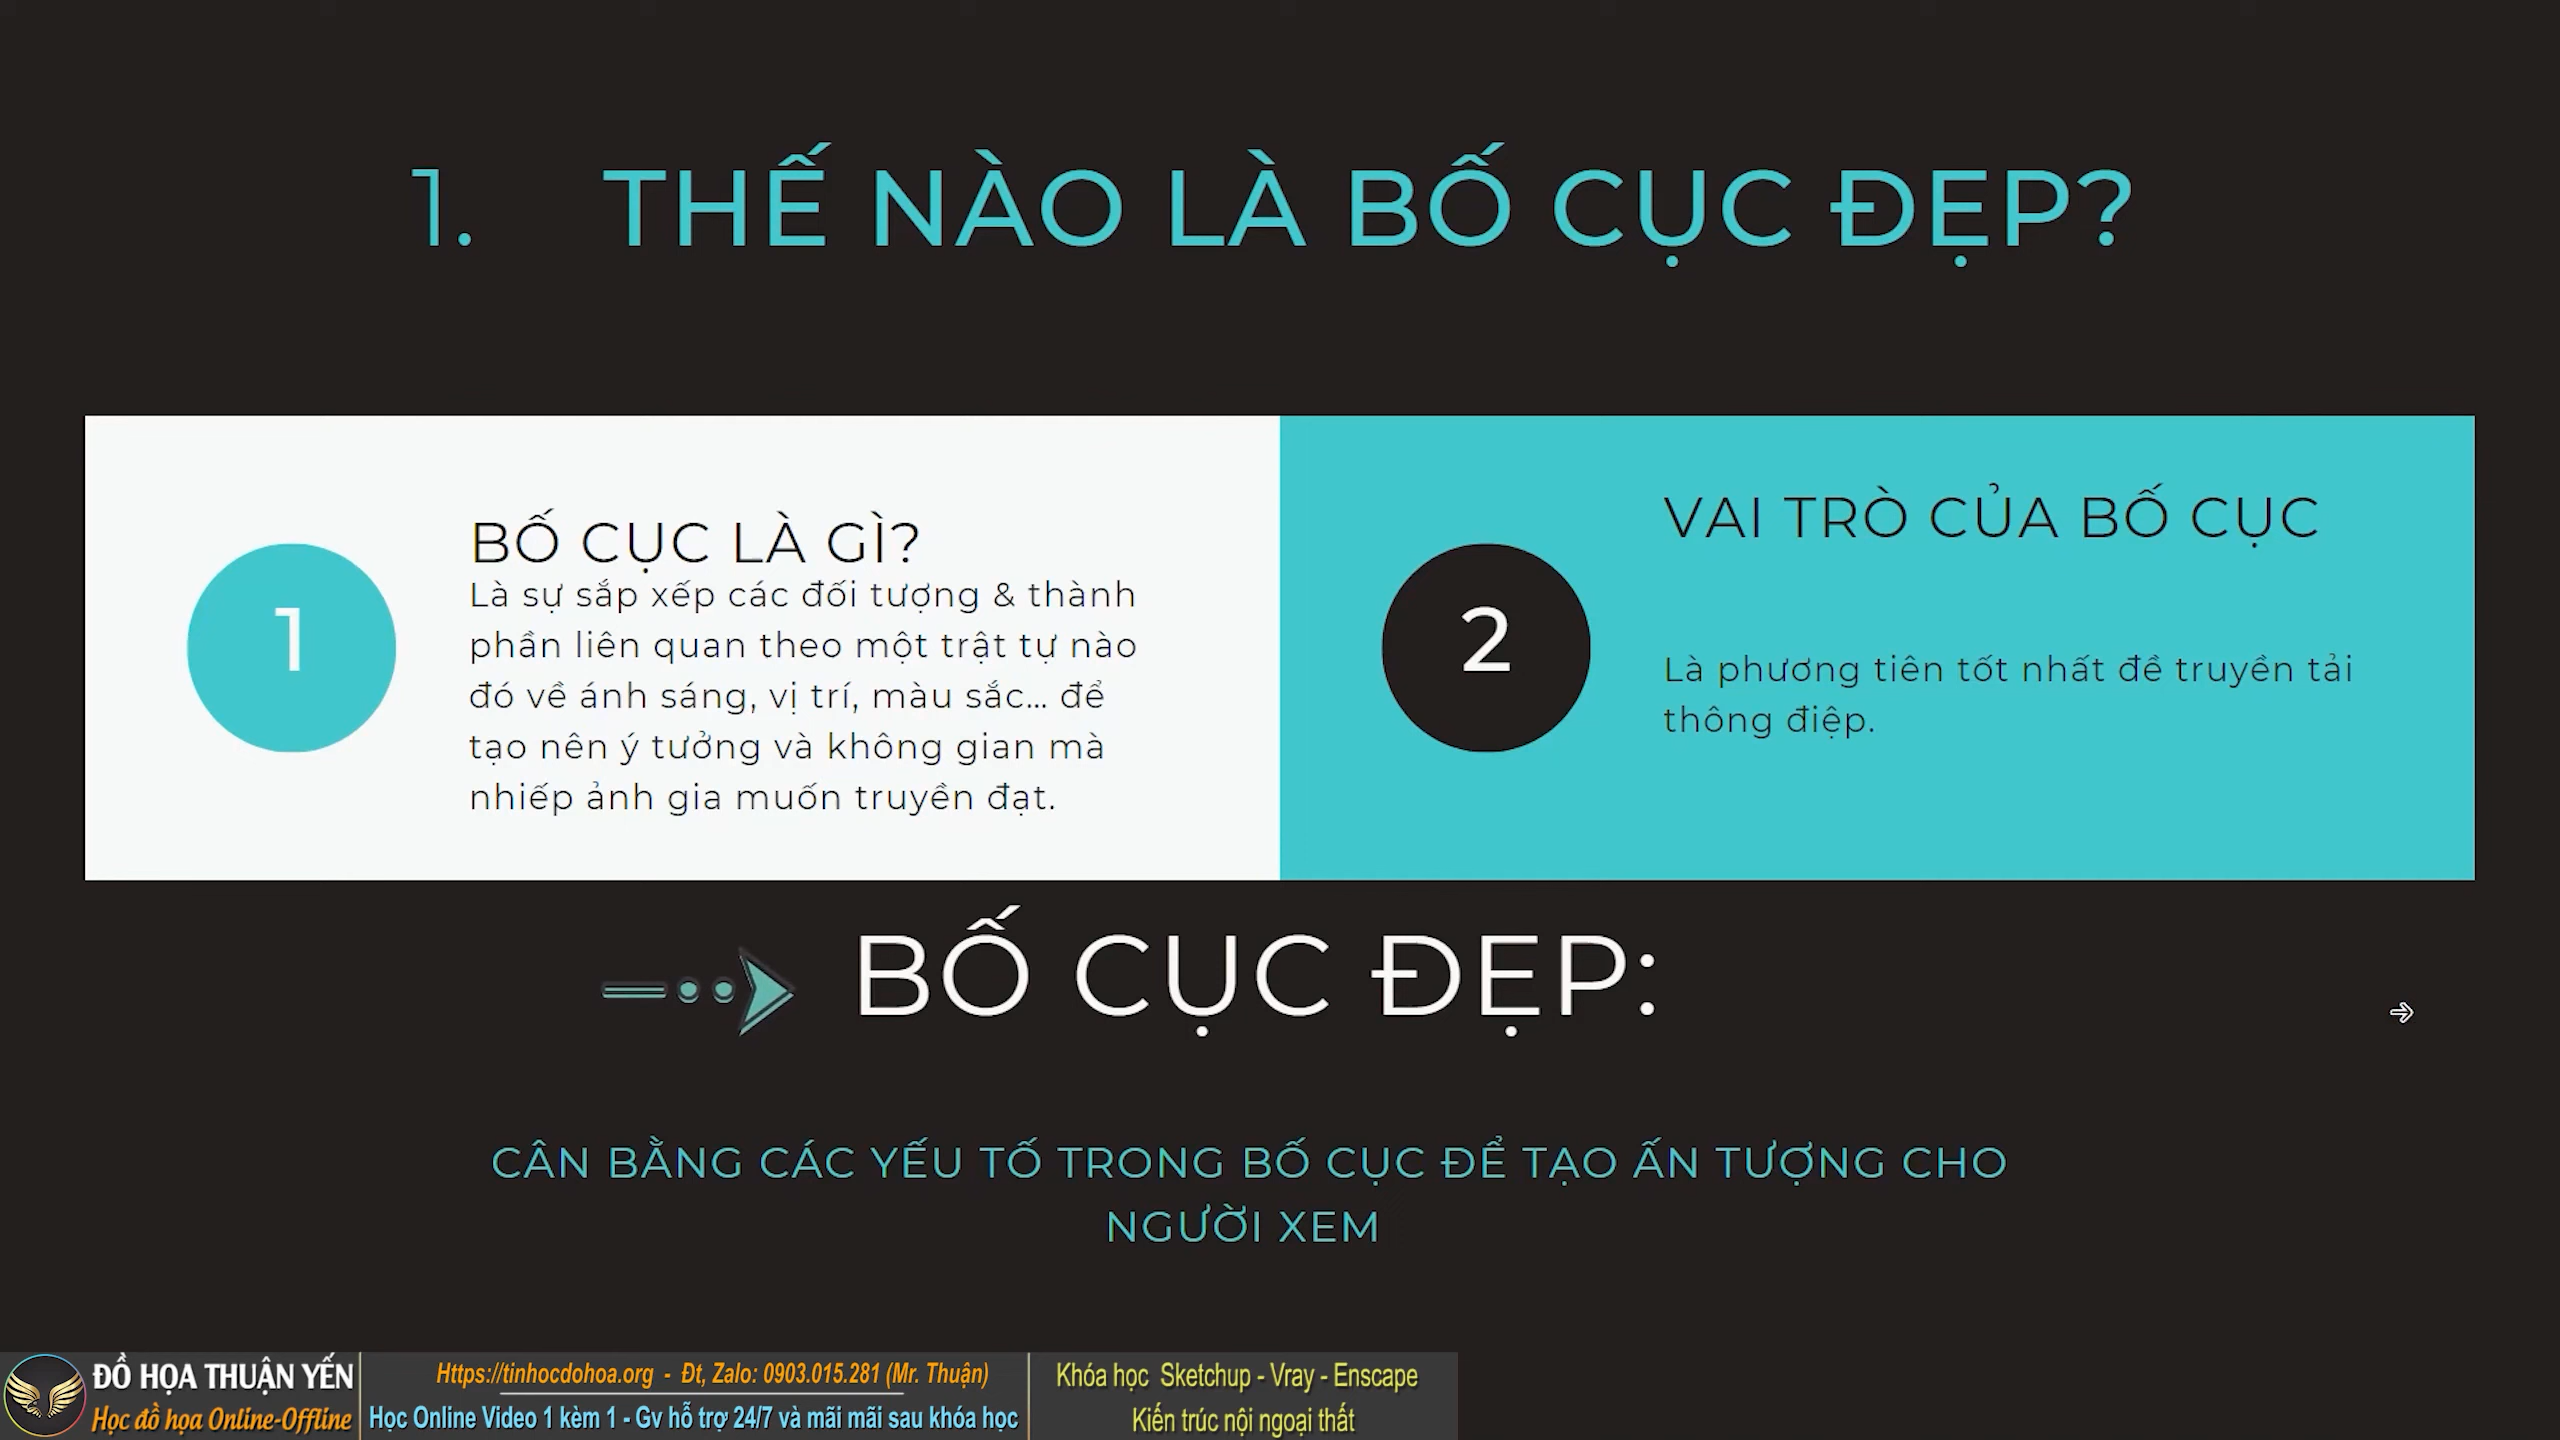 1. THẾ NÀO LÀ BỐ CỤC ĐẸP?
1
BỐ CỤC LÀ GÌ?
Là sự sắp xếp các đối tượng & thành
phần liên quan theo một trật tự nào
đó về ánh sáng, vị trí, màu sắc... để
tạo nên ý tưởng và không gian mà
nhiếp ảnh gia muốn truyền đạt.
2
VAI TRÒ CỦA BỐ CỤC
Là phương tiên tốt nhất đề truyền tải
thông điệp.
BỐ CỤC ĐẸP:
CÂN BẰNG CÁC YẾU TỐ TRONG BỐ CỤC ĐỂ TẠO ẤN TƯỢNG CHO
NGƯỜI XEM
ĐỒ HỌA THUẬN YẾN
Học đồ họa Online-Offline
Https://tinhocdohoa.org - Đt, Zalo: 0903.015.281 (Mr. Thuận)
Học Online Video 1 kèm 1 - Gv hỗ trợ 24/7 và mãi mãi sau khóa học
Khóa học Sketchup - Vray - Enscape
Kiến trúc nội ngoại thất